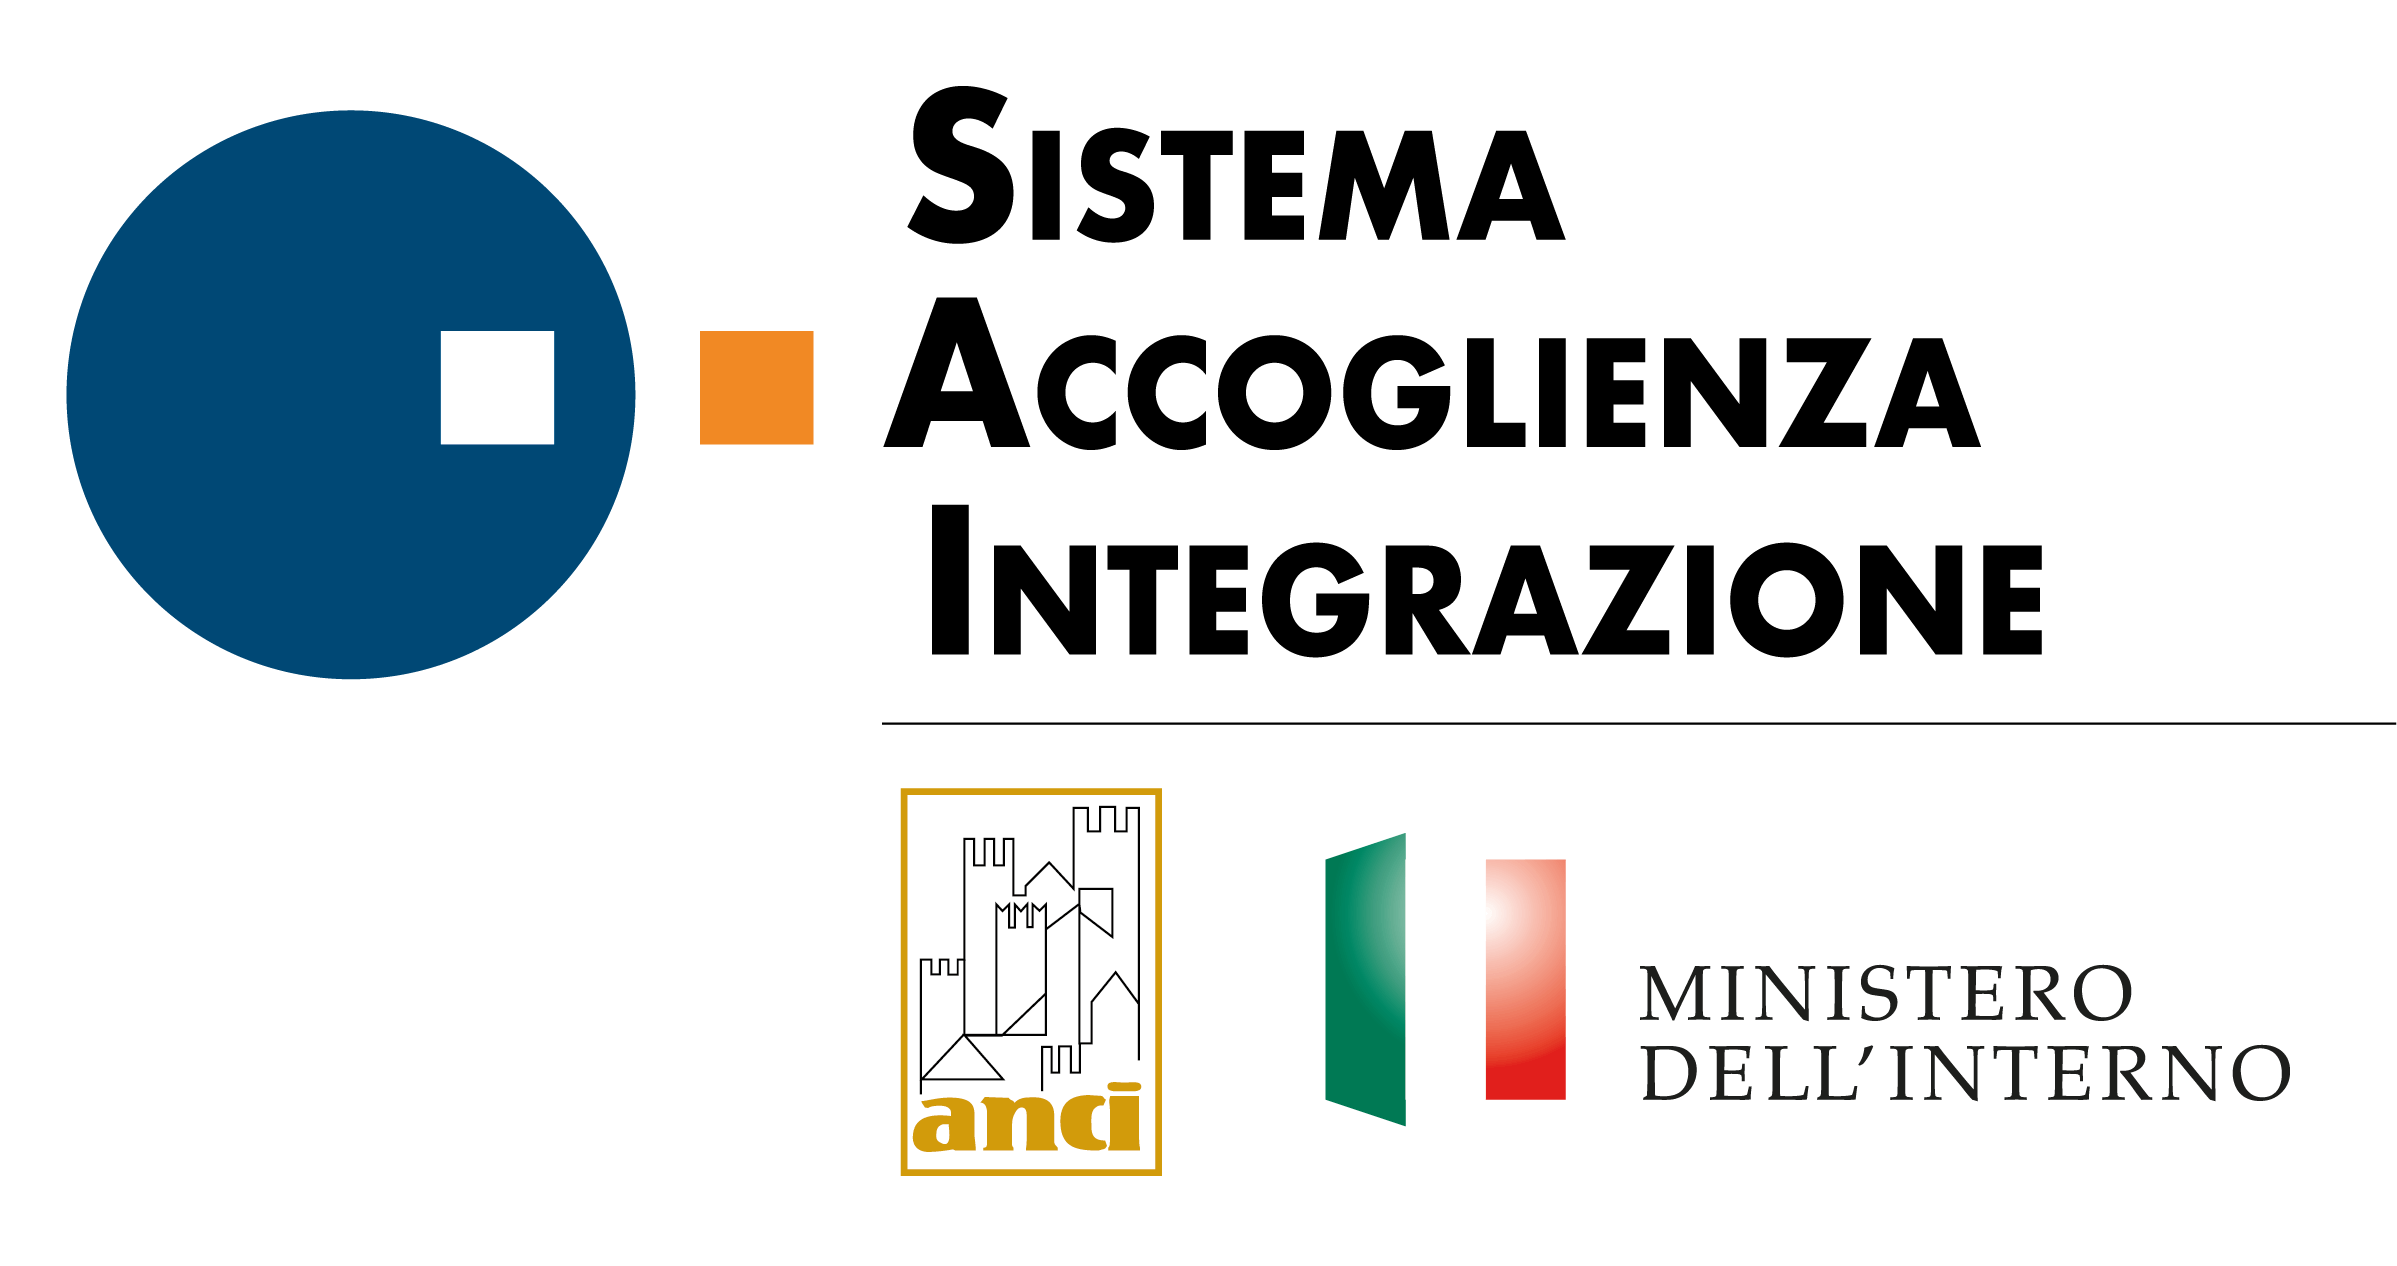 SISTEMA
ACCOGLIENZA
INTEGRAZIONE
anci
MINISTERO
DELL'INTERNO